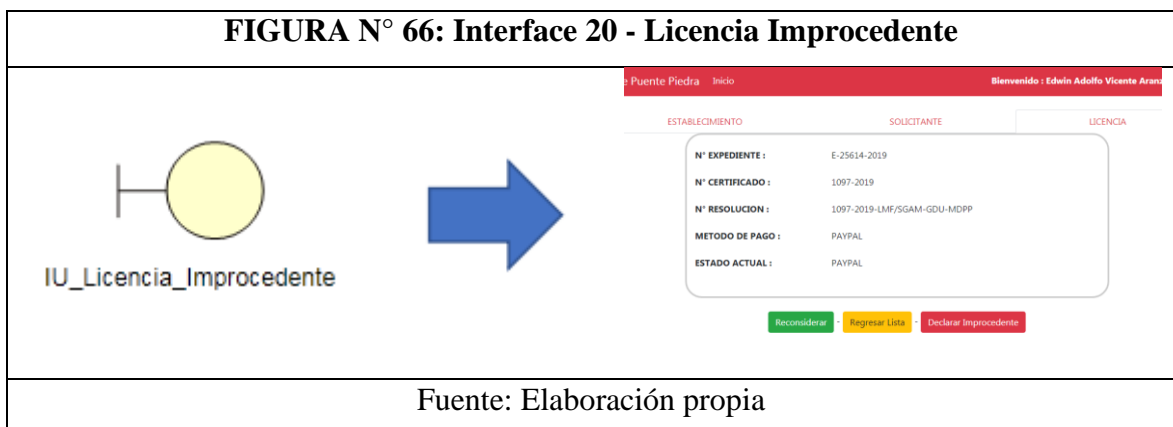 FIGURA N° 66: Interface 20 - Licencia Improcedente
e Puente Piedra Inicio Bienvenido : Edwin Adolfo Vicente Aranz
ESTABLECIMIENTO SOLICITANTE LICENCIA
N° EXPEDIENTE : E-25614-2019
N° CERTIFICADO : 1097-2019
N° RESOLUCION : 1097-2019-LMF/SGAM-GDU-MDPP
METODO DE PAGO : PAYPAL
ESTADO ACTUAL : PAYPAL
Reconsiderar - Regresar Lista - Declarar Improcedente
IU_Licencia_Improcedente
Fuente: Elaboración propia